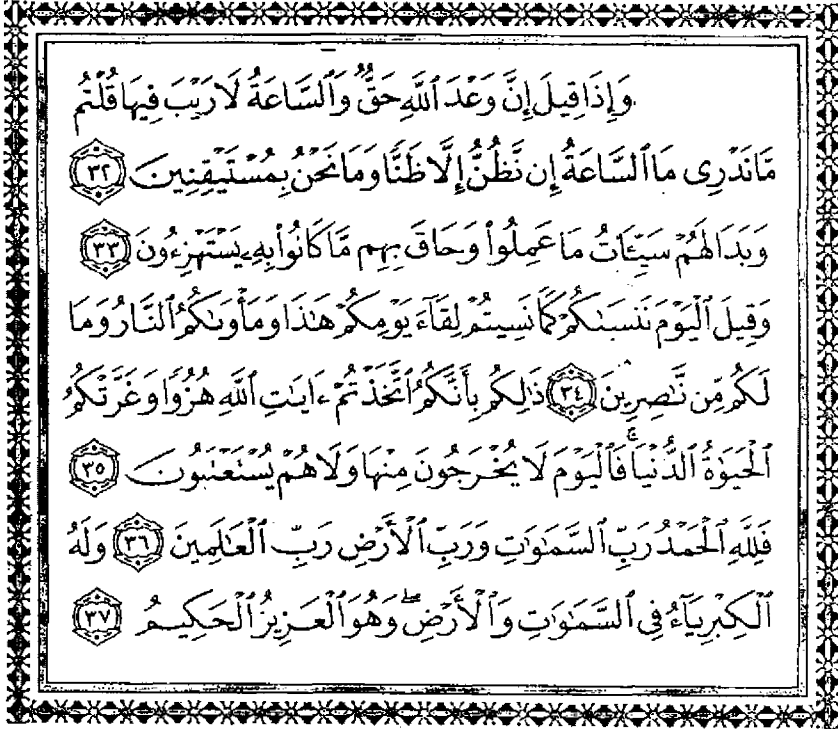 وَإِذَا قِيلَ إِنَّ وَعْدَ ٱللَّهِ حَقٌّ وَٱلسَّاعَةُ لَا رَيْبَ فِيهَا قُلْتُم
مَّا نَدْرِى مَا ٱلسَّاعَةُ إِن نَّظُنُّ إِلَّا ظَنًّا وَمَا نَحْنُ بِمُسْتَيْقِنِينَ ٣٢
وَبَدَا لَهُمْ سَيِّـَٔاتُ مَا عَمِلُوا۟ وَحَاقَ بِهِم مَّا كَانُوا۟ بِهِۦ يَسْتَهْزِءُونَ ٣٣
وَقِيلَ ٱلْيَوْمَ نَنسَىٰكُمْ كَمَا نَسِيتُمْ لِقَآءَ يَوْمِكُمْ هَٰذَا وَمَأْوَىٰكُمُ ٱلنَّارُ وَمَا
لَكُم مِّن نَّٰصِرِينَ ٣٤ ذَٰلِكُم بِأَنَّكُمُ ٱتَّخَذْتُمْ ءَايَٰتِ ٱللَّهِ هُزُوًا وَغَرَّتْكُمُ
ٱلْحَيَوٰةُ ٱلدُّنْيَا ۚ فَٱلْيَوْمَ لَا يُخْرَجُونَ مِنْهَا وَلَا هُمْ يُسْتَعْتَبُونَ ٣٥
فَلِلَّهِ ٱلْحَمْدُ رَبِّ ٱلسَّمَٰوَٰتِ وَرَبِّ ٱلْأَرْضِ رَبِّ ٱلْعَٰلَمِينَ ٣٦ وَلَهُ
ٱلْكِبْرِيَآءُ فِى ٱلسَّمَٰوَٰتِ وَٱلْأَرْضِ ۖ وَهُوَ ٱلْعَزِيزُ ٱلْحَكِيمُ ٣٧